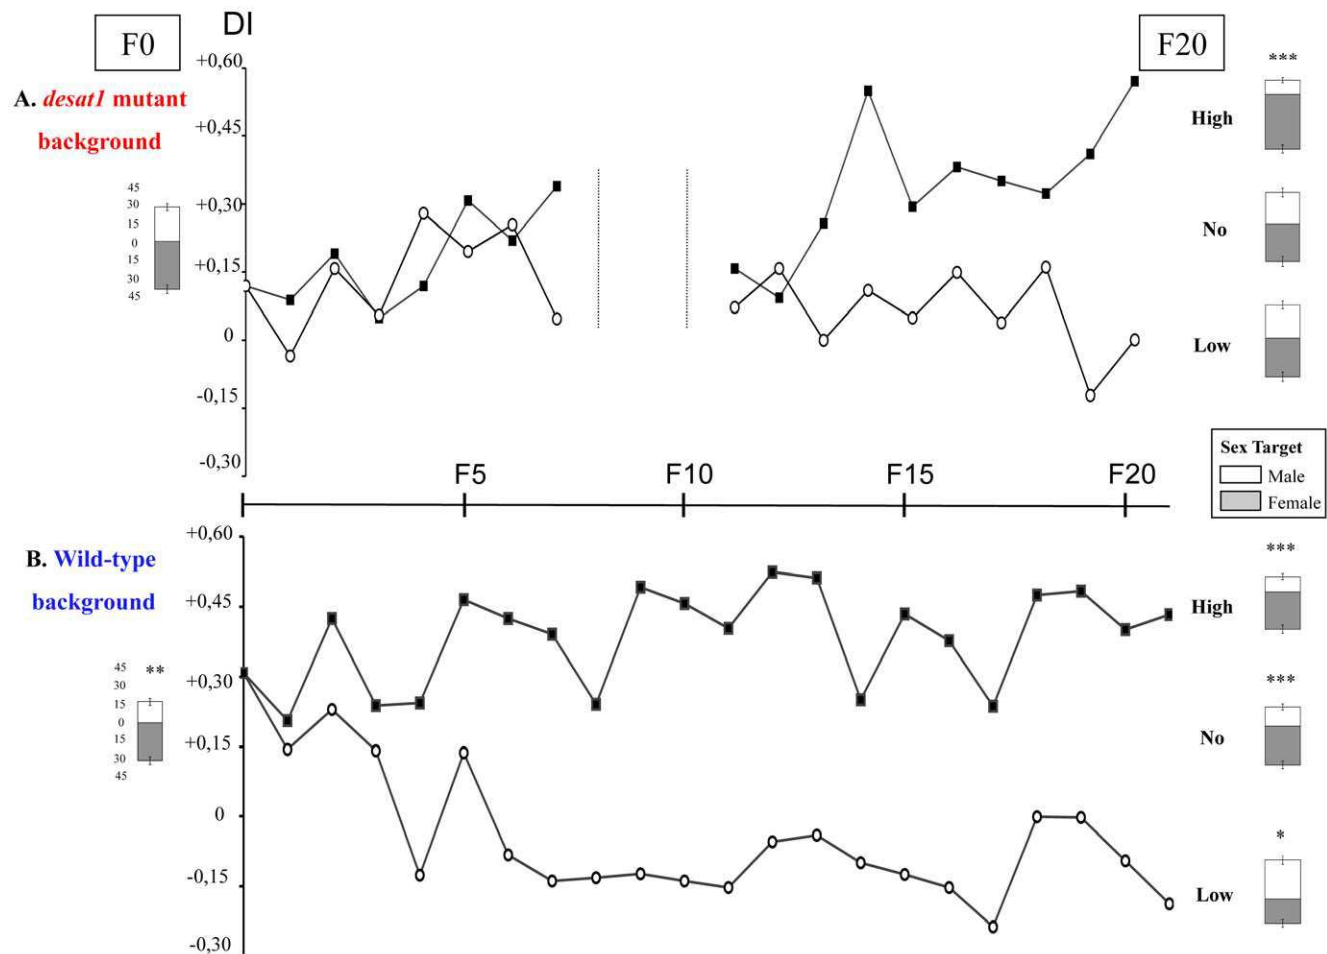 F0
DI
F20
A. desat1 mutant
background
+0,60
+0,45
+0,30
+0,15
0
-0,15
-0,30
45
30
15
0
15
30
45
***
High
No
Low
F5
F10
F15
F20
Sex Target
Male
Female
B. Wild-type
background
+0,60
+0,45
+0,30
+0,15
0
-0,15
-0,30
45
**
30
15
0
15
30
45
***
High
***
No
*
Low